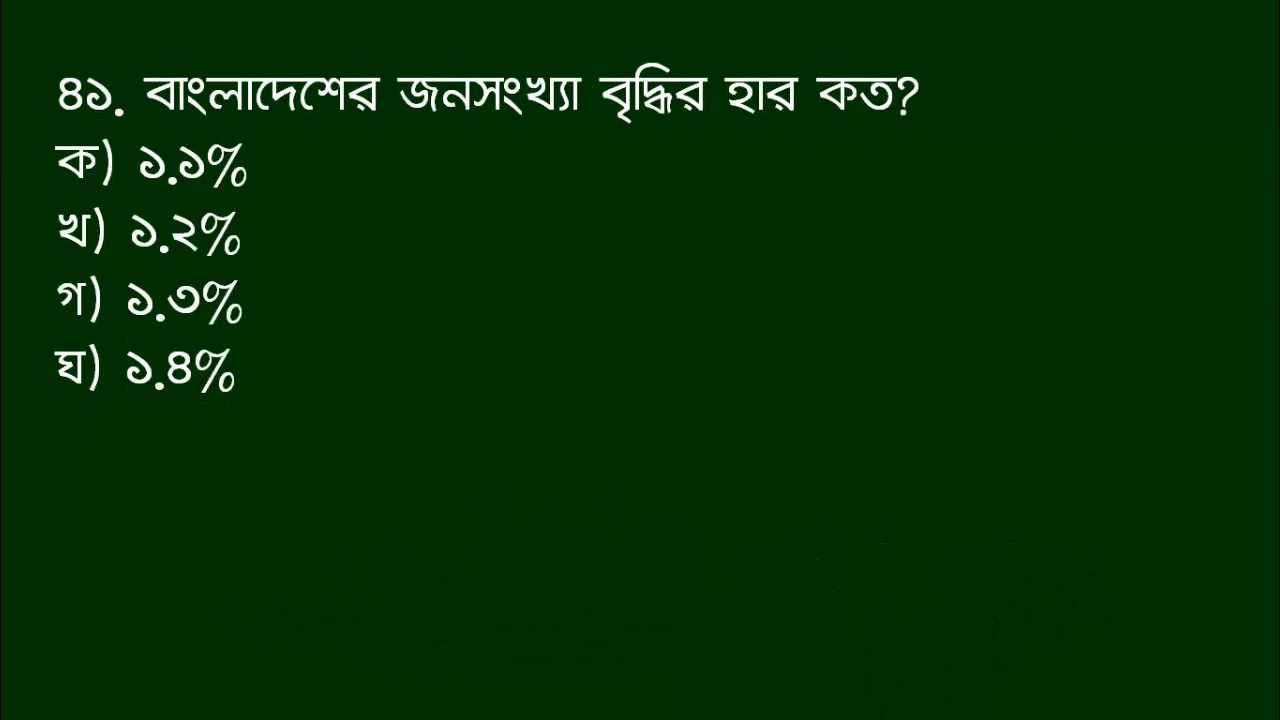 ৪১. বাংলাদেশের জনসংখ্যা বৃদ্ধির হার কত?
ক) ১.১%
খ) ১.২%
গ) ১.৩%
ঘ) ১.৪%